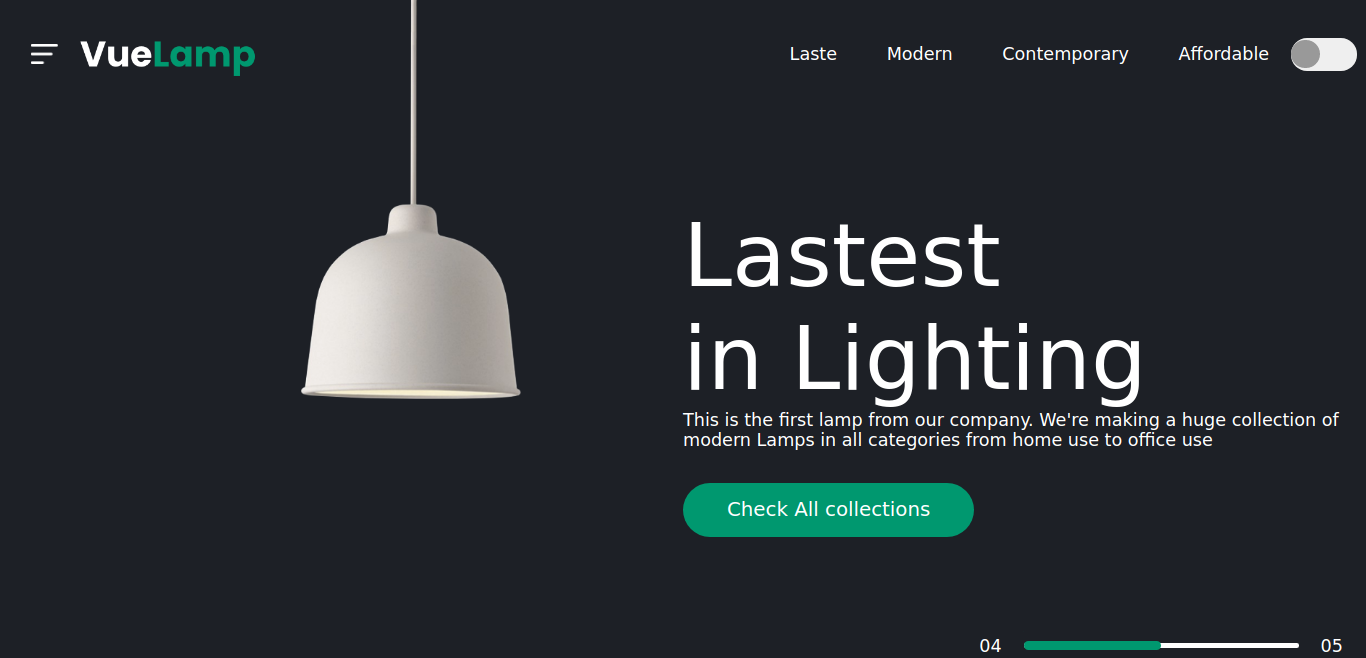 VueLamp
Laste
Modern
Contemporary
Affordable
Lastest
in Lighting
This is the first lamp from our company. We're making a huge collection of
modern Lamps in all categories from home use to office use
Check All collections
04
05